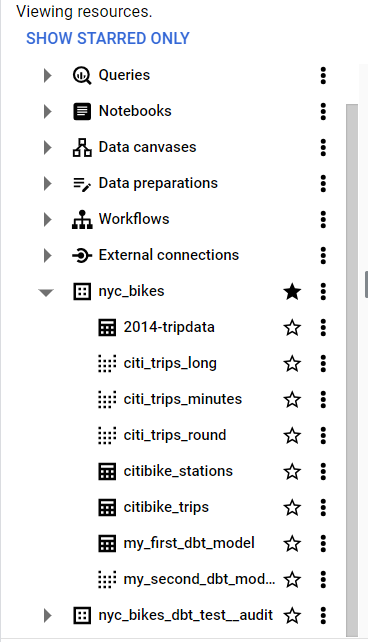 Viewing resources.
SHOW STARRED ONLY
Queries
Notebooks
Data canvases
Data preparations
Workflows
External connections
nyc_bikes
2014-tripdata
citi_trips_long
citi_trips_minutes
citi_trips_round
citibike_stations
citibike_trips
my_first_dbt_model
my_second_dbt_mod...
nyc_bikes_dbt_test__audit